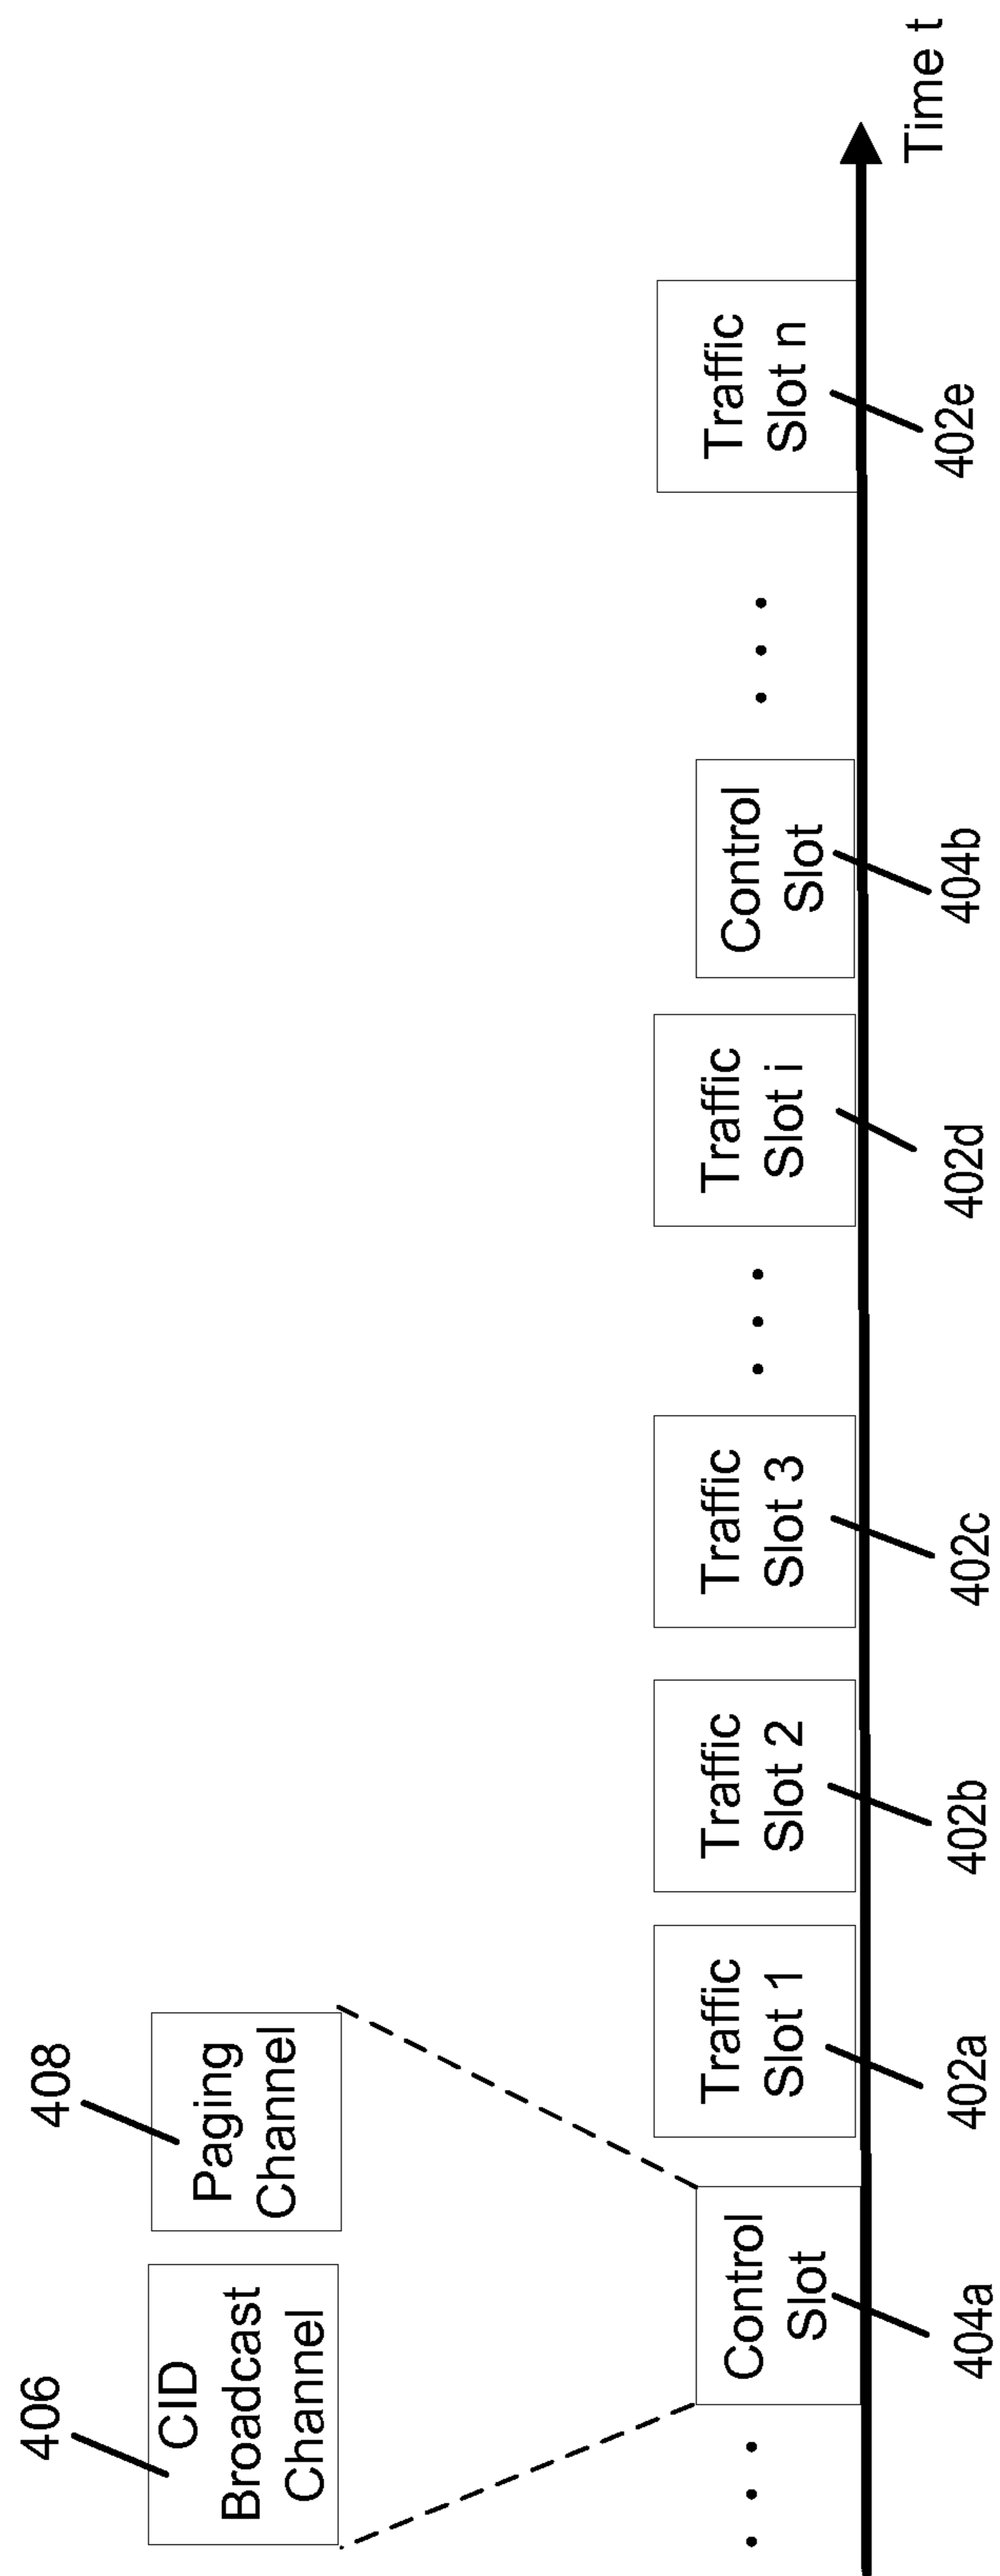 406
408
CID
Broadcast
Channel
Paging
Channel
. . .
Control
Slot
Traffic
Slot 1
Traffic
Slot 2
Traffic
Slot 3
. . .
Traffic
Slot i
Control
Slot
. . .
Traffic
Slot n
Time t
404a
402a
402b
402c
402d
404b
402e